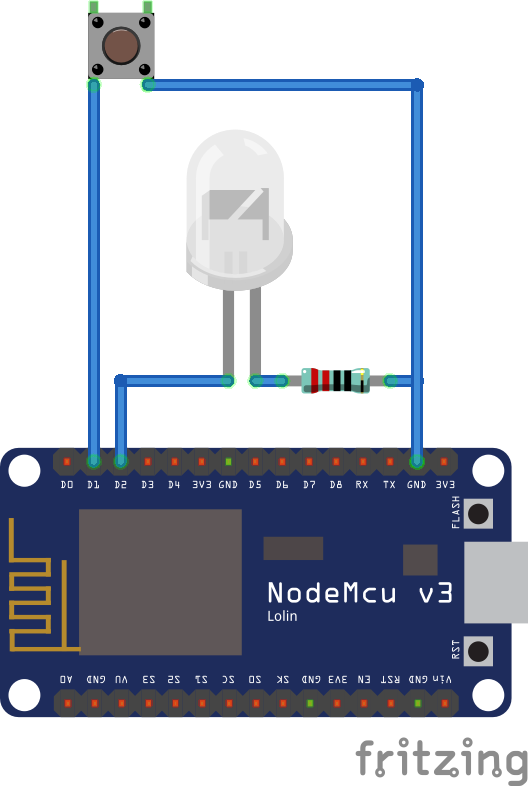 D0 D1 D2 D3 D4 3V3 GND D5 D6 D7 D8 RX TX GND 3V3
FLASH
NodeMcu v3
Lolin
RST
A0 GND VU S3 S2 S1 SC S0 SK GND 3V3 EN RST GND Vin
fritzing